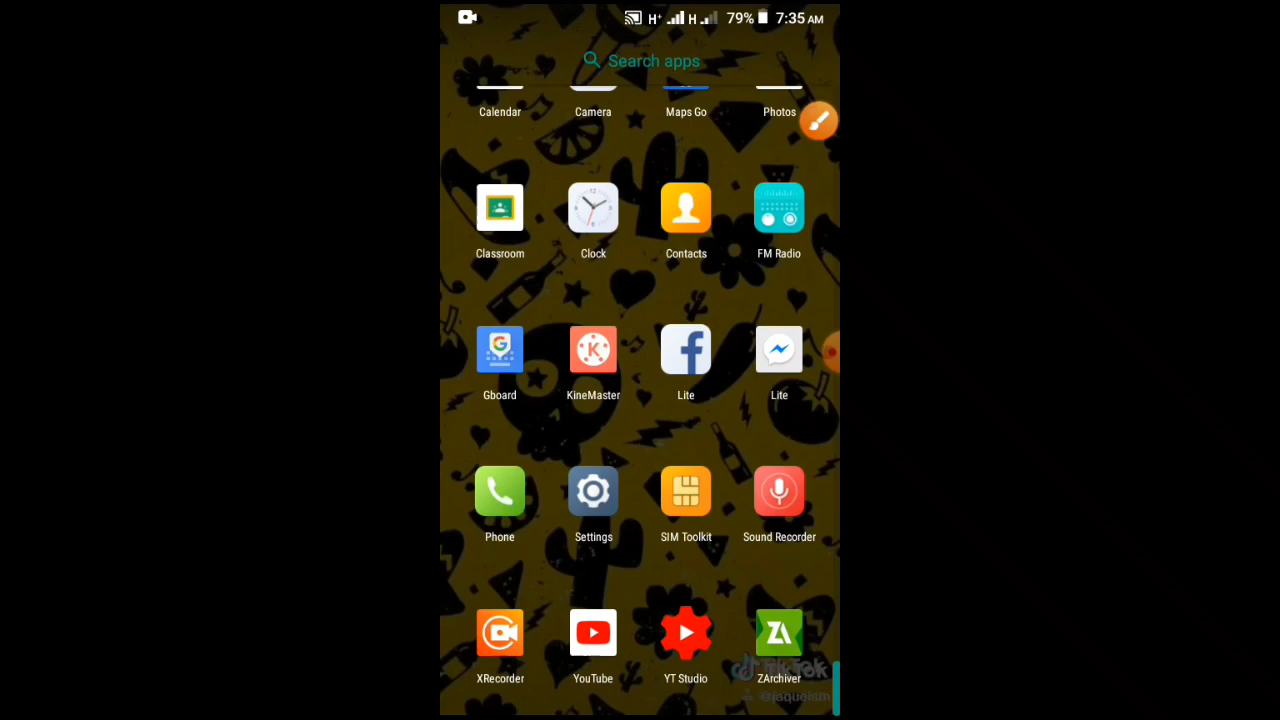 H+ H 79% 7:35 AM
Search apps
Calendar Camera Maps Go Photos
Classroom Clock Contacts FM Radio
Gboard KineMaster Lite Lite
Phone Settings SIM Toolkit Sound Recorder
XRecorder YouTube YT Studio ZArchiver
TikTok
@jaqueism